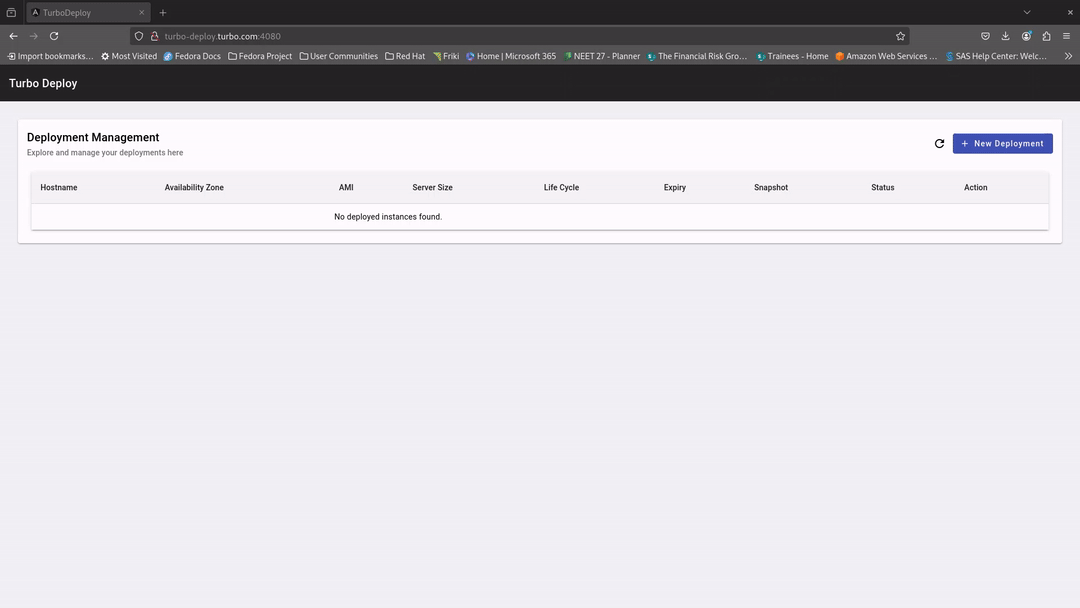 TurboDeploy
turbo-deploy.turbo.com:4080
Import bookmarks... Most Visited Fedora Docs Fedora Project User Communities Red Hat Friki Home | Microsoft 365 NEET 27 - Planner The Financial Risk Gro... Trainees - Home Amazon Web Services ... SAS Help Center: Welc...
Turbo Deploy
Deployment Management
Explore and manage your deployments here
+ New Deployment
Hostname Availability Zone AMI Server Size Life Cycle Expiry Snapshot Status Action
No deployed instances found.